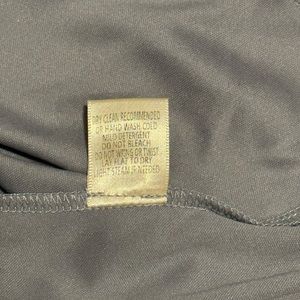 DRY CLEAN RECOMMENDED
OR HAND WASH COLD
MILD DETERGENT
DO NOT BLEACH
DO NOT WRING OR TWIST
LAY FLAT TO DRY
LIGHT STEAM IF NEEDED